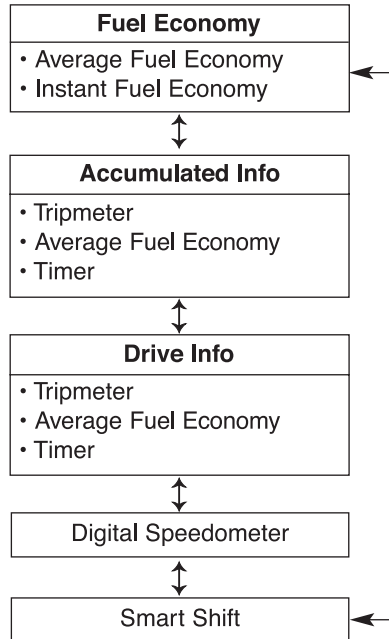 Fuel Economy
• Average Fuel Economy
• Instant Fuel Economy
Accumulated Info
• Tripmeter
• Average Fuel Economy
• Timer
Drive Info
• Tripmeter
• Average Fuel Economy
• Timer
Digital Speedometer
Smart Shift